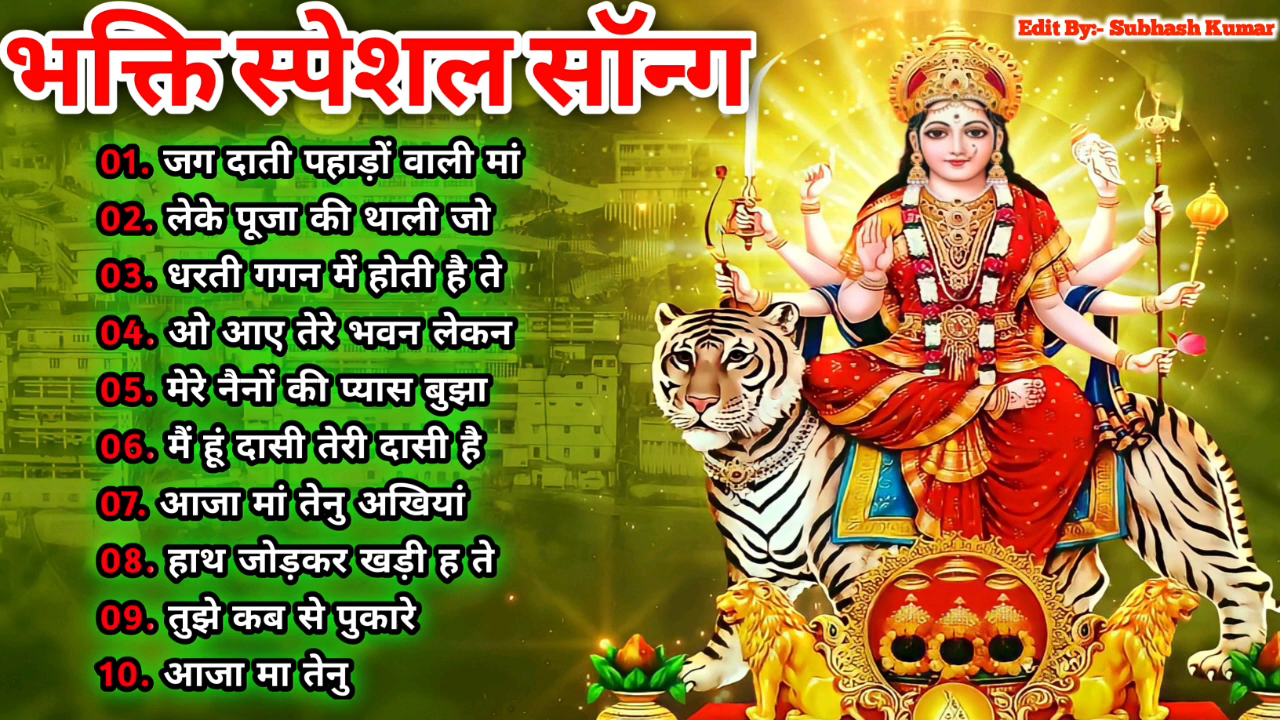 भक्ति स्पेशल सॉन्ग
Edit By:- Subhash Kumar
01. जग दाती पहाड़ों वाली मां
02. लेके पूजा की थाली जो
03. धरती गगन में होती है ते
04. ओ आए तेरे भवन लेकन
05. मेरे नैनों की प्यास बुझा
06. मैं हूं दासी तेरी दासी है
07. आजा मां तेनु अखियां
08. हाथ जोड़कर खड़ी ह ते
09. तुझे कब से पुकारे
10. आजा मा तेनु